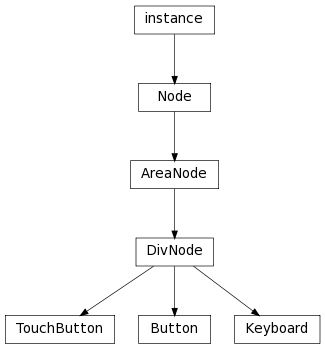 instance
Node
AreaNode
DivNode
TouchButton
Button
Keyboard